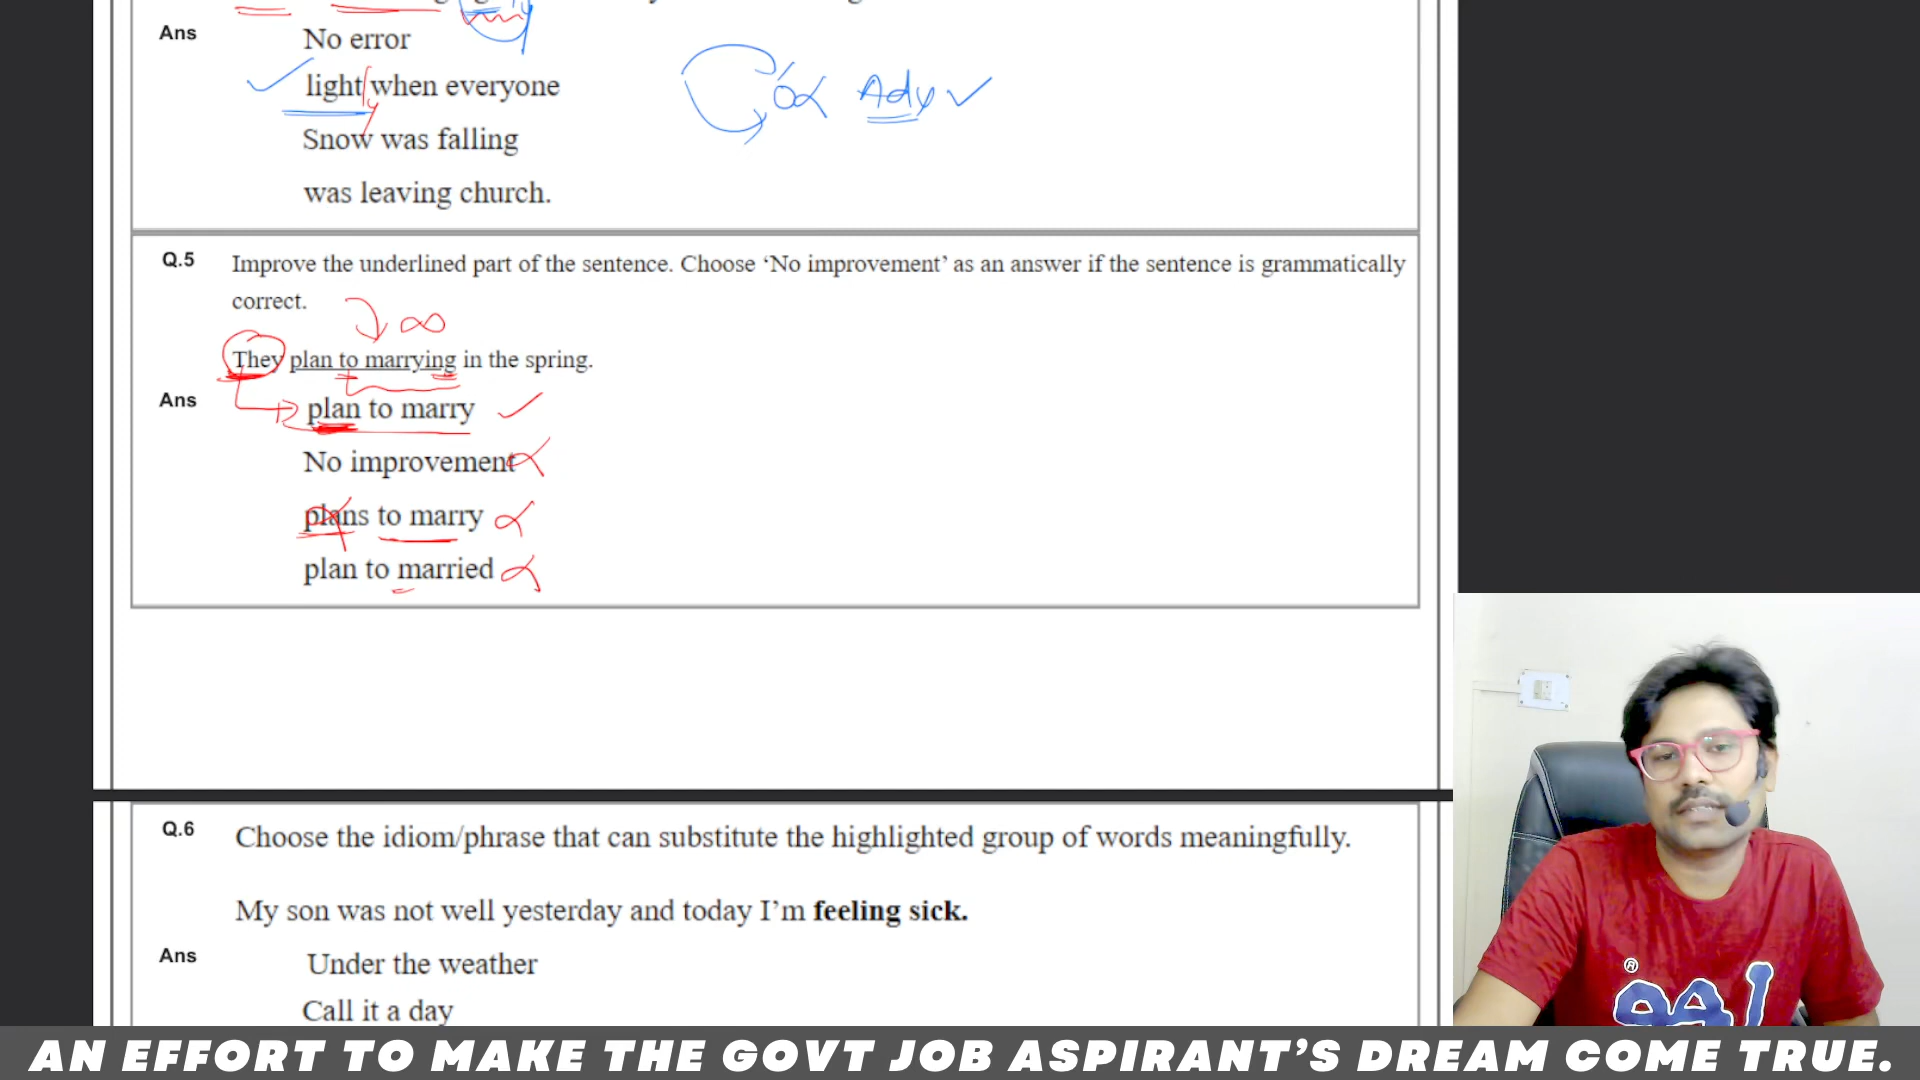 Ans
No error
light when everyone
ly
Snow was falling
was leaving church.
Adv
Q.5
Improve the underlined part of the sentence. Choose ‘No improvement’ as an answer if the sentence is grammatically
correct.
They plan to marrying in the spring.
Ans
plan to marry
No improvement
plans to marry
plan to married
Q.6
Choose the idiom/phrase that can substitute the highlighted group of words meaningfully.
My son was not well yesterday and today I’m feeling sick.
Ans
Under the weather
Call it a day
®
AN EFFORT TO MAKE THE GOVT JOB ASPIRANT’S DREAM COME TRUE.